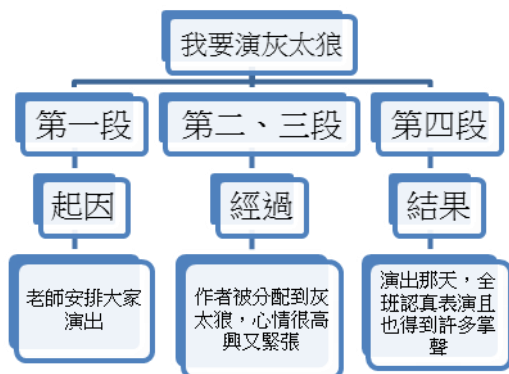 我要演灰太狼
第一段
第二、三段
第四段
起因
經過
結果
老師安排大家
演出
作者被分配到灰
太狼，心情很高
興又緊張
演出那天，全
班認真表演且
也得到許多掌
聲